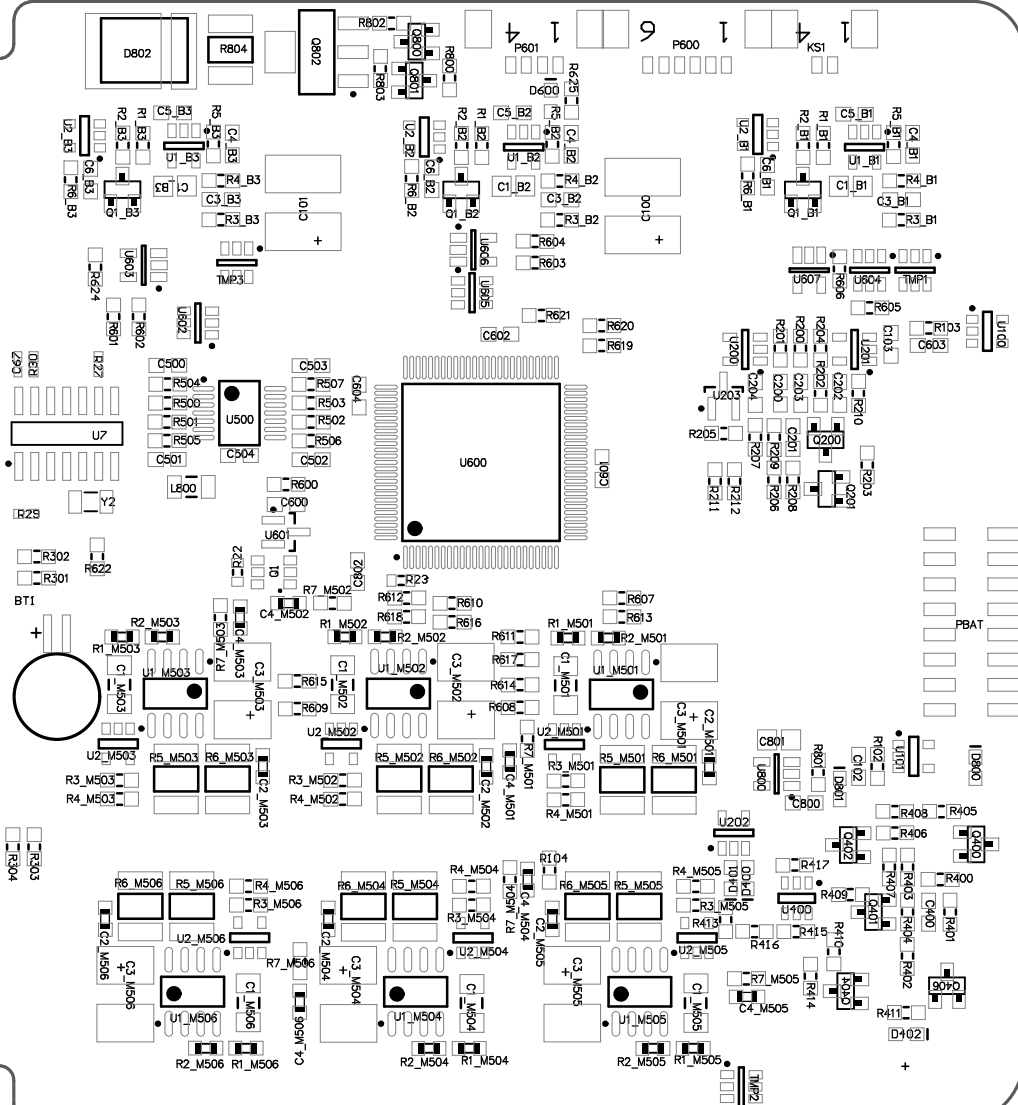 R802
4 1 6 1 4 1
P601 P600 KS1
D802 R804 Q802 Q800 Q801
R803 R800
D600 R625
C5_B3 C5_B2 C5_B1
U2_B3 R2_B3 R1_B3 R5_B3 C4_B3
U2_B2 R2_B2 R1_B2 R5_B2 C4_B2
U2_B1 R2_B1 R1_B1 R5_B1 C4_B1
U1_B3 U1_B2 U1_B1
R6_B3 C6_B3 C1_B3 R4_B3 C3_B3 R3_B3
R6_B2 C6_B2 C1_B2 R4_B2 C3_B2 R3_B2
R6_B1 C6_B1 C1_B1 R4_B1 C3_B1 R3_B1
Q1_B3 Q1_B2 Q1_B1
C101 C100
+ +
R604
R603
R624 U603 TMP3 U606 U605 U607 R606 U604 TMP1
R601 R602 U602 R621 R620 R619 C602
R605 R103 C603 U100
U200 R201 R200 R204 U201 C103
R30 R27
C500 C503
R504 R507 C604
R500 R503
R501 R502
R505 R506
C501 C504 C502
U7 U500 U600
U203 C204 C200 C203 R202 C202 R210
R205 R207 R209 C201 Q200
R211 R212 R206 R208 Q201 R203
C601
L800 Y2 R600 C600 U601
R29
R302
R301
R622 R22 Q1 C802 R23
BT1
+
PBAT
C4_M502 R7_M502 R612 R610 R607
R618 R616 R613
R1_M503 R2_M503 R7_M503 C4_M503
R1_M502 R2_M502 R611 R1_M501 R2_M501
R617
R614
R608
R615
R609
C1_M503 U1_M503 C3_M503 +
C1_M502 U1_M502 C3_M502 +
C1_M501 U1_M501 C3_M501 + C2_M501
U2_M503 U2_M502 U2_M501
R5_M503 R6_M503 C2_M503
R5_M502 R6_M502 C2_M502
R5_M501 R6_M501
R3_M503 R3_M502 R3_M501
R4_M503 R4_M502 R4_M501
C4_M501 R7_M501
C801 U800 R801 D801 C800 C102 R102 U101 D800
R304 R303
U202 R408 R405
R406
Q402 Q400
R104
R6_M506 R5_M506 R4_M506 R3_M506
R6_M504 R5_M504 R4_M504 R3_M504
R6_M505 R5_M505 R4_M505 R3_M505
R7_M504 C4_M504
D401 D400 R417 U400 R409 R407 R403 R400
Q401 C400 R401
R413 R416 R415 R410 R404 R402
C2_M506 U2_M506 R7_M506
C2_M504 U2_M504
C2_M505 U2_M505
C3_M506 + U1_M506 C1_M506 C4_M506
C3_M504 + U1_M504 C1_M504
C3_M505 + U1_M505 C1_M505
R7_M505
C4_M505
R414 Q404 Q406
R411
D402
R2_M506 R1_M506 R2_M504 R1_M504 R2_M505 R1_M505
TMP2
+